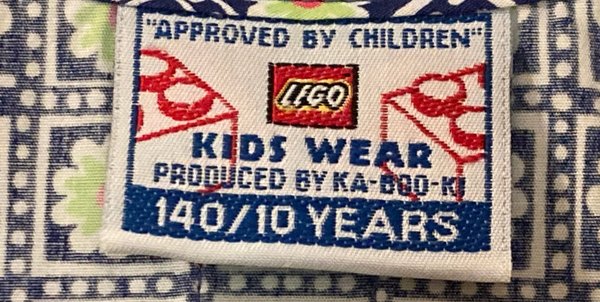 "APPROVED BY CHILDREN"
LEGO
KIDS WEAR
PRODUCED BY KA-BOO-KI
140/10 YEARS